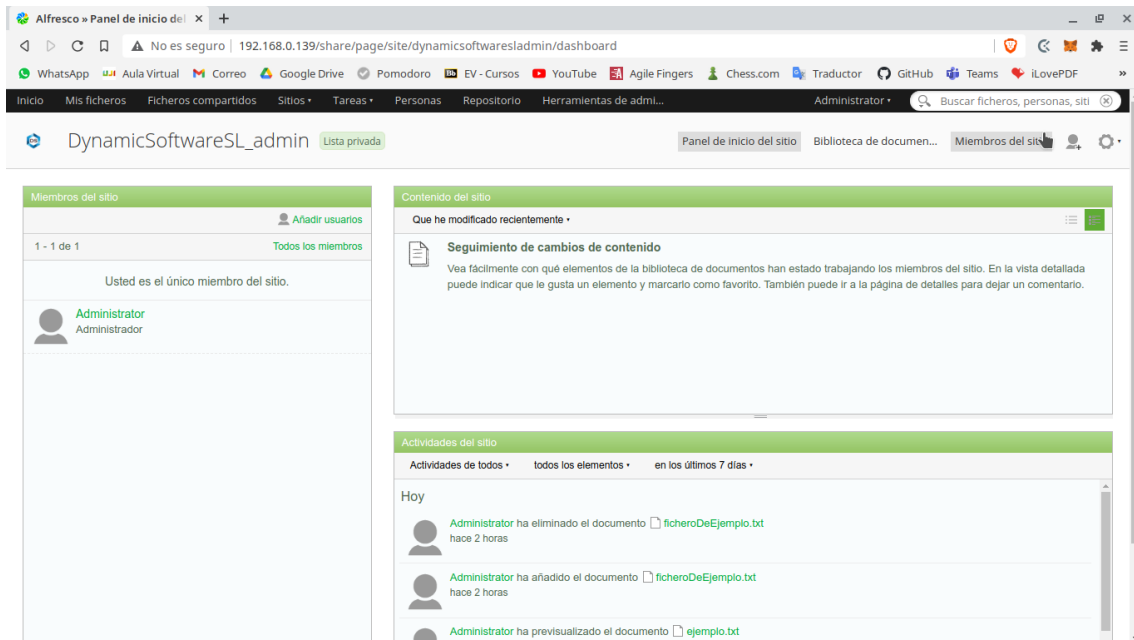 Alfresco » Panel de inicio del
No es seguro 192.168.0.139/share/page/site/dynamicsoftwaresladmin/dashboard
WhatsApp Aula Virtual Correo Google Drive Pomodoro EV - Cursos YouTube Agile Fingers Chess.com Traductor GitHub Teams iLovePDF »
Inicio Mis ficheros Ficheros compartidos Sitios Tareas Personas Repositorio Herramientas de admi... Administrator Buscar ficheros, personas, siti
DynamicSoftwareSL_admin Lista privada Panel de inicio del sitio Biblioteca de documen... Miembros del
Miembros del sitio
Añadir usuarios
1 - 1 de 1 Todos los miembros
Usted es el único miembro del sitio.
Administrator
Administrador
Contenido del sitio
Que he modificado recientemente
Seguimiento de cambios de contenido
Vea fácilmente con qué elementos de la biblioteca de documentos han estado trabajando los miembros del sitio. En la vista detallada
puede indicar que le gusta un elemento y marcarlo como favorito. También puede ir a la página de detalles para dejar un comentario.
Actividades del sitio
Actividades de todos todos los elementos en los últimos 7 días
Hoy
Administrator ha eliminado el documento ficheroDeEjemplo.txt
hace 2 horas
Administrator ha añadido el documento ficheroDeEjemplo.txt
hace 2 horas
Administrator ha previsualizado el documento ejemplo.txt